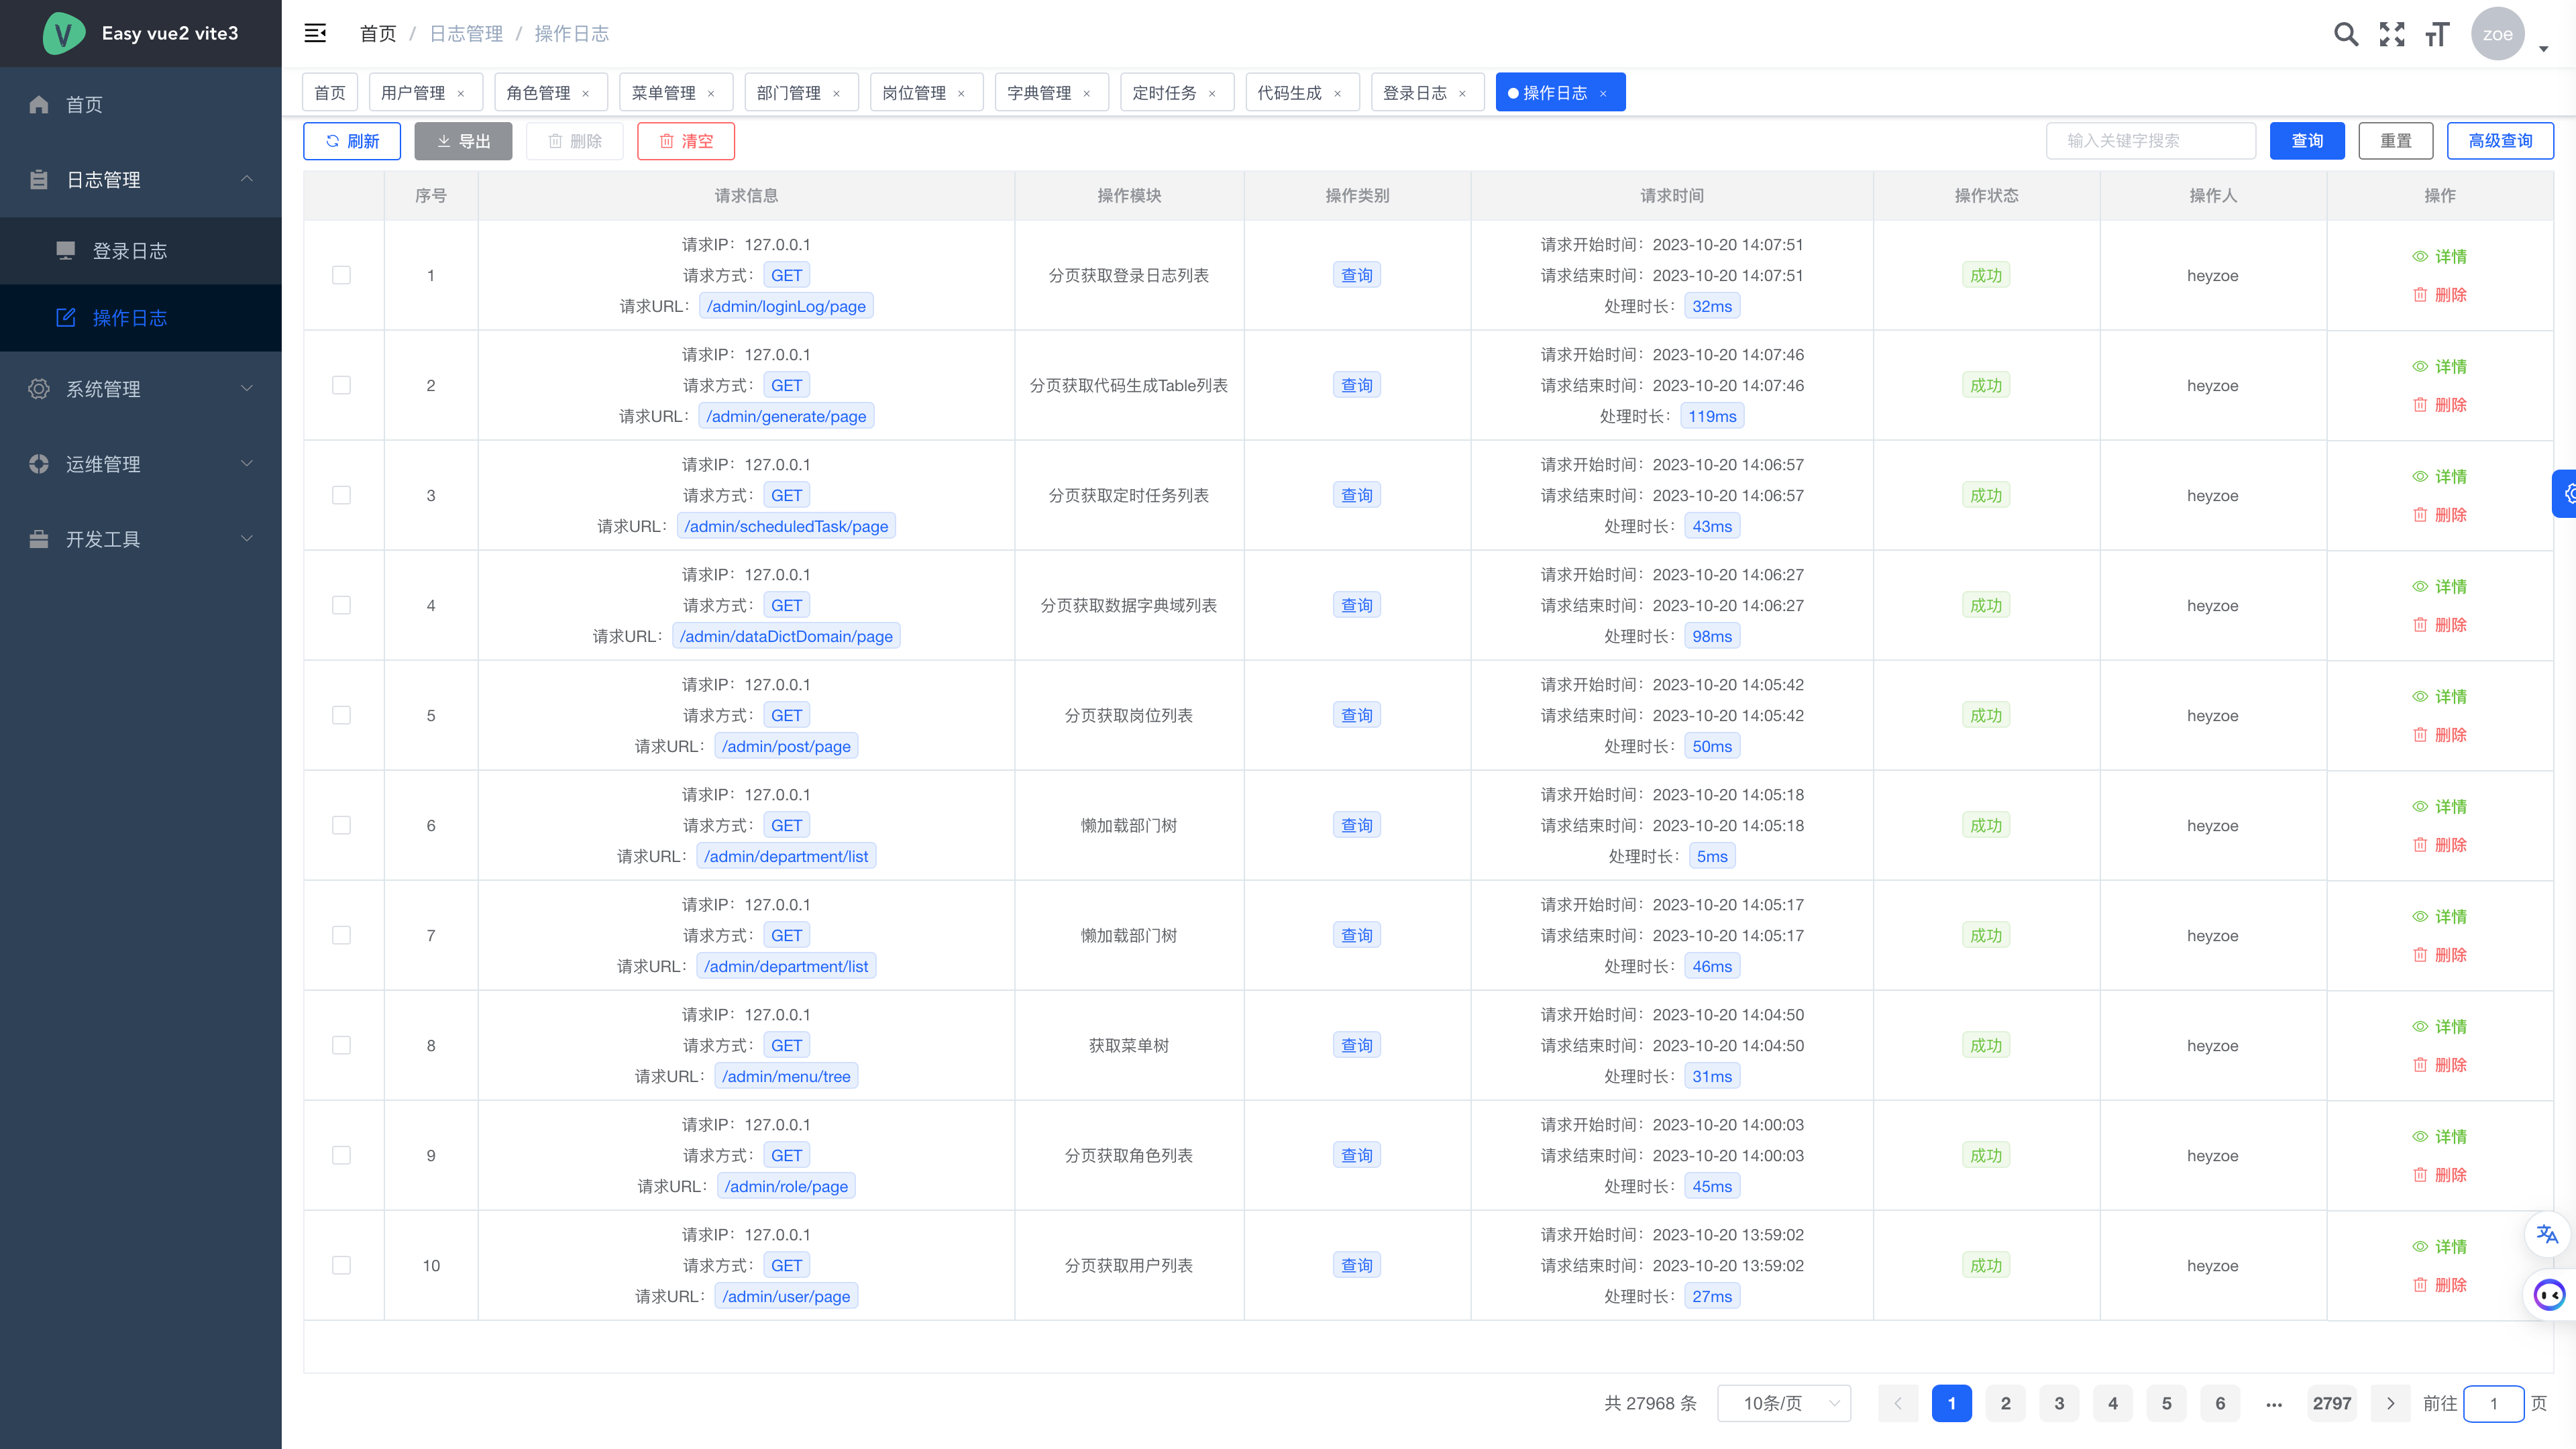 Easy vue2 vite3
首页 / 日志管理 / 操作日志
zoe
首页
日志管理
登录日志
操作日志
系统管理
运维管理
开发工具
首页 用户管理 × 角色管理 × 菜单管理 × 部门管理 × 岗位管理 × 字典管理 × 定时任务 × 代码生成 × 登录日志 × 操作日志 ×
刷新 导出 删除 清空 输入关键字搜索 查询 重置 高级查询
序号 请求信息 操作模块 操作类别 请求时间 操作状态 操作人 操作
请求IP：127.0.0.1 请求开始时间：2023-10-20 14:07:51 详情
1 请求方式： GET 分页获取登录日志列表 查询 请求结束时间：2023-10-20 14:07:51 成功 heyzoe
请求URL： /admin/loginLog/page 处理时长： 32ms 删除
请求IP：127.0.0.1 请求开始时间：2023-10-20 14:07:46 详情
2 请求方式： GET 分页获取代码生成Table列表 查询 请求结束时间：2023-10-20 14:07:46 成功 heyzoe
请求URL： /admin/generate/page 处理时长： 119ms 删除
请求IP：127.0.0.1 请求开始时间：2023-10-20 14:06:57 详情
3 请求方式： GET 分页获取定时任务列表 查询 请求结束时间：2023-10-20 14:06:57 成功 heyzoe
请求URL： /admin/scheduledTask/page 处理时长： 43ms 删除
请求IP：127.0.0.1 请求开始时间：2023-10-20 14:06:27 详情
4 请求方式： GET 分页获取数据字典域列表 查询 请求结束时间：2023-10-20 14:06:27 成功 heyzoe
请求URL： /admin/dataDictDomain/page 处理时长： 98ms 删除
请求IP：127.0.0.1 请求开始时间：2023-10-20 14:05:42 详情
5 请求方式： GET 分页获取岗位列表 查询 请求结束时间：2023-10-20 14:05:42 成功 heyzoe
请求URL： /admin/post/page 处理时长： 50ms 删除
请求IP：127.0.0.1 请求开始时间：2023-10-20 14:05:18 详情
6 请求方式： GET 懒加载部门树 查询 请求结束时间：2023-10-20 14:05:18 成功 heyzoe
请求URL： /admin/department/list 处理时长： 5ms 删除
请求IP：127.0.0.1 请求开始时间：2023-10-20 14:05:17 详情
7 请求方式： GET 懒加载部门树 查询 请求结束时间：2023-10-20 14:05:17 成功 heyzoe
请求URL： /admin/department/list 处理时长： 46ms 删除
请求IP：127.0.0.1 请求开始时间：2023-10-20 14:04:50 详情
8 请求方式： GET 获取菜单树 查询 请求结束时间：2023-10-20 14:04:50 成功 heyzoe
请求URL： /admin/menu/tree 处理时长： 31ms 删除
请求IP：127.0.0.1 请求开始时间：2023-10-20 14:00:03 详情
9 请求方式： GET 分页获取角色列表 查询 请求结束时间：2023-10-20 14:00:03 成功 heyzoe
请求URL： /admin/role/page 处理时长： 45ms 删除
请求IP：127.0.0.1 请求开始时间：2023-10-20 13:59:02 详情
10 请求方式： GET 分页获取用户列表 查询 请求结束时间：2023-10-20 13:59:02 成功 heyzoe
请求URL： /admin/user/page 处理时长： 27ms 删除
共 27968 条 10条/页 1 2 3 4 5 6 ... 2797 前往 1 页